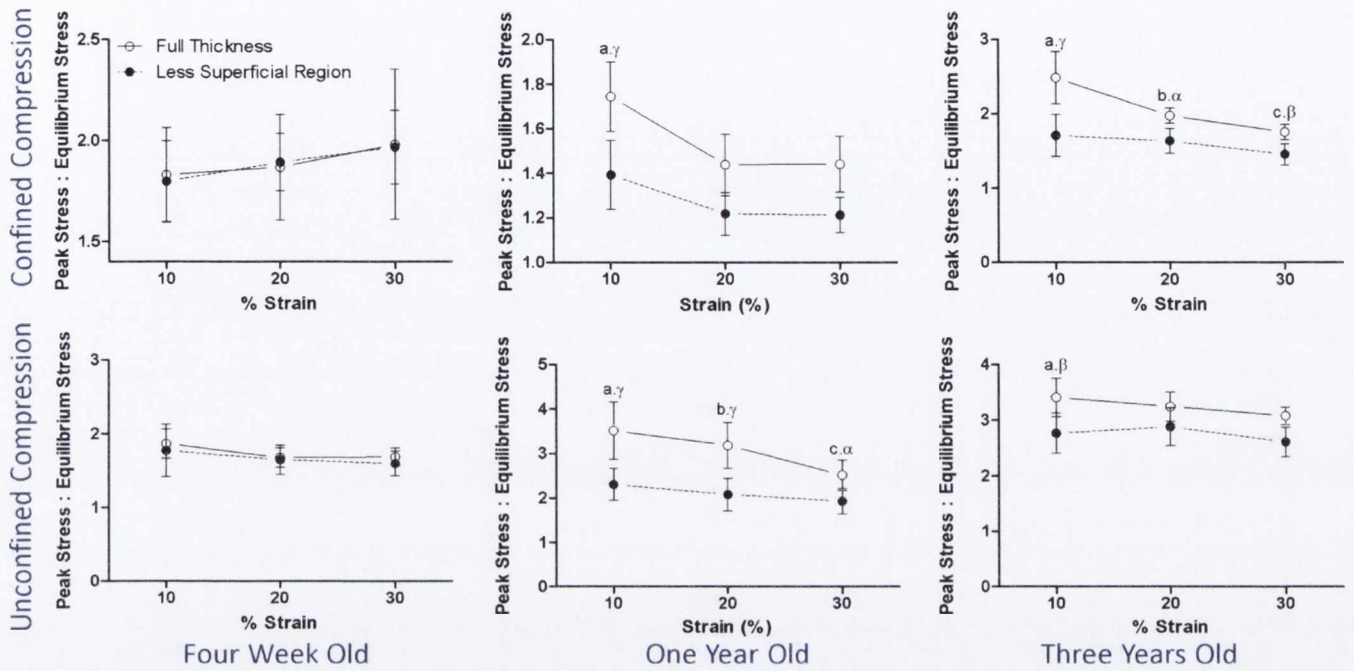 Confined Compression
Peak Stress : Equilibrium Stress
2.5
2.0
1.5
Full Thickness
Less Superficial Region
10 20 30
% Strain
Peak Stress : Equilibrium Stress
2.0
1.8
1.6
1.4
1.2
1.0
a.γ
10 20 30
Strain (%)
Peak Stress : Equilibrium Stress
3
2
1
0
a.γ
b.α
c.β
10 20 30
% Strain
Unconfined Compression
Peak Stress : Equilibrium Stress
3
2
1
0
10 20 30
% Strain
Four Week Old
Peak Stress : Equilibrium Stress
5
4
3
2
1
0
a.γ
b.γ
c.α
10 20 30
Strain (%)
One Year Old
Peak Stress : Equilibrium Stress
4
3
2
1
0
a.β
10 20 30
% Strain
Three Years Old